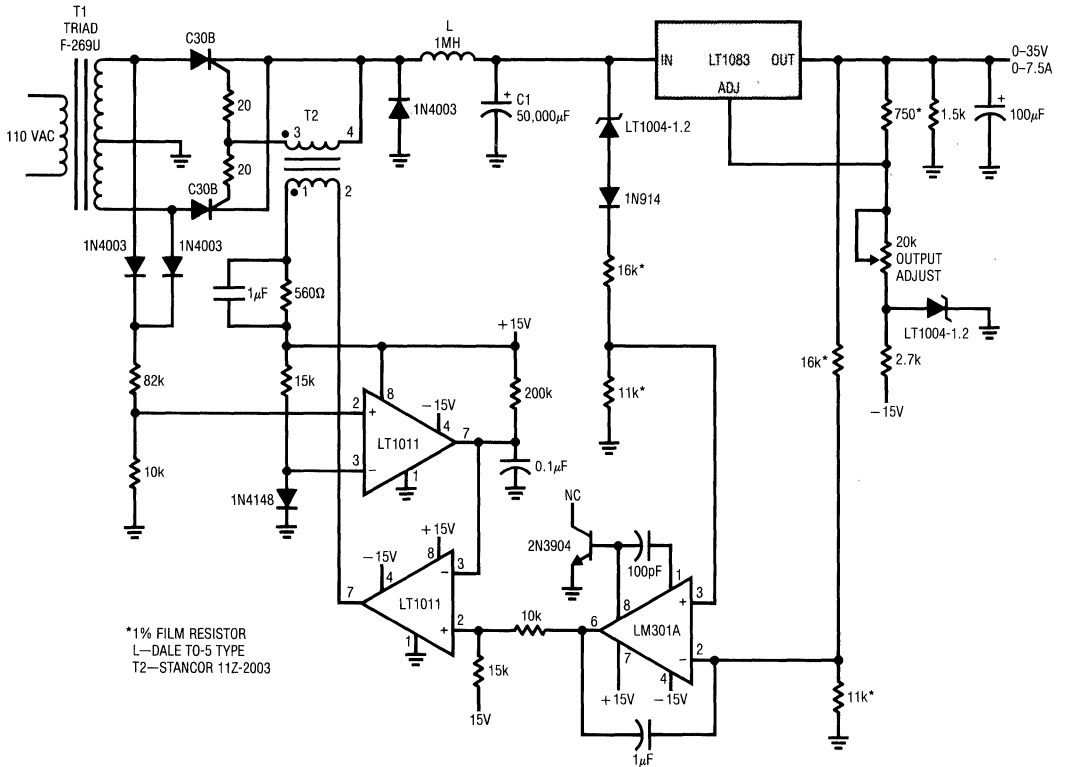 T1
TRIAD
F-269U
C30B
L
1MH
IN
LT1083
OUT
ADJ
0–35V
0–7.5A
110 VAC
20
20
C30B
T2
3
4
1
2
1N4003
+
C1
50,000µF
LT1004-1.2
1N914
750*
1.5k
+
100µF
1N4003
1N4003
1µF
560Ω
16k*
20k
OUTPUT
ADJUST
LT1004-1.2
+15V
82k
15k
200k
11k*
16k*
2.7k
−15V
2
+
8
−15V
4
7
LT1011
3
−
1
10k
0.1µF
1N4148
NC
2N3904
100pF
+15V
8
−15V
4
3
−
7
LT1011
2
+
1
10k
6
8
1
3
+
LM301A
2
−
7
4
+15V
−15V
15k
15V
1µF
11k*
*1% FILM RESISTOR
L—DALE TO-5 TYPE
T2—STANCOR 11Z-2003